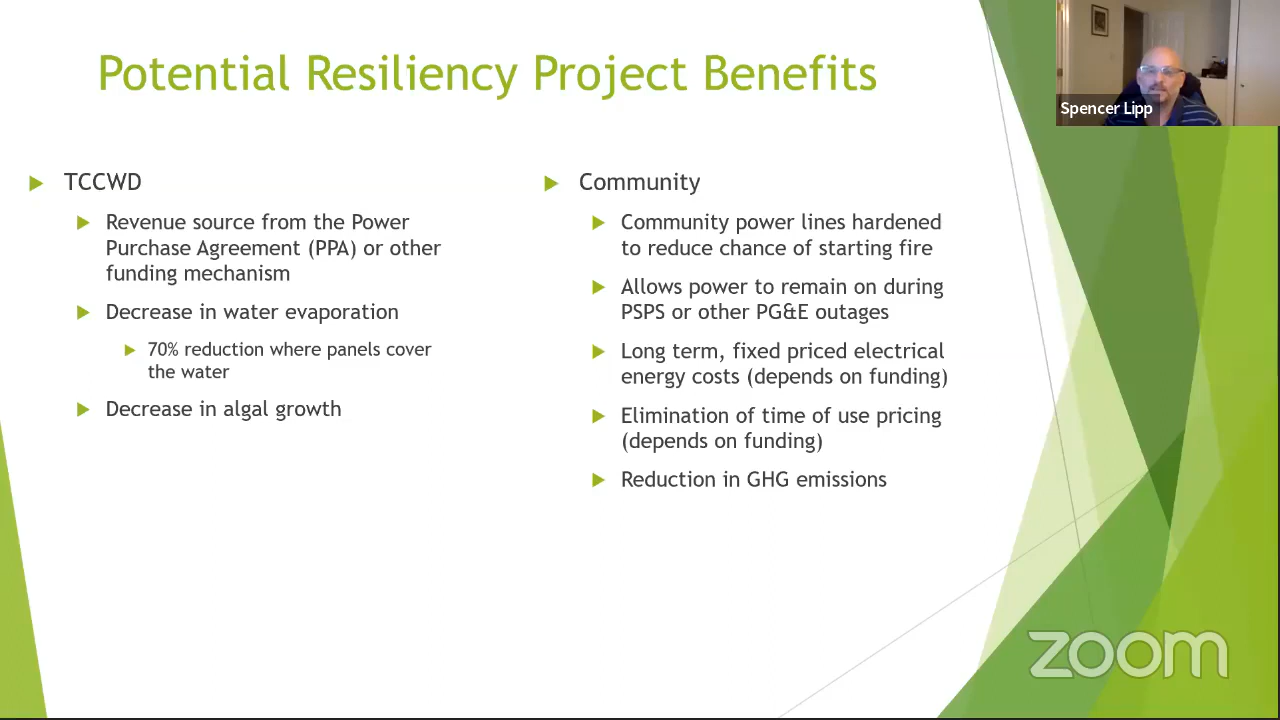 Potential Resiliency Project Benefits
Spencer Lipp
TCCWD
Revenue source from the Power
Purchase Agreement (PPA) or other
funding mechanism
Decrease in water evaporation
70% reduction where panels cover
the water
Decrease in algal growth
Community
Community power lines hardened
to reduce chance of starting fire
Allows power to remain on during
PSPS or other PG&E outages
Long term, fixed priced electrical
energy costs (depends on funding)
Elimination of time of use pricing
(depends on funding)
Reduction in GHG emissions
zoom